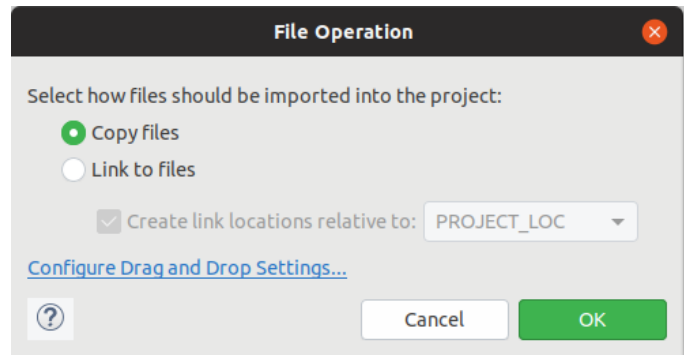 File Operation
Select how files should be imported into the project:
Copy files
Link to files
Create link locations relative to: PROJECT_LOC
Configure Drag and Drop Settings...
? Cancel OK